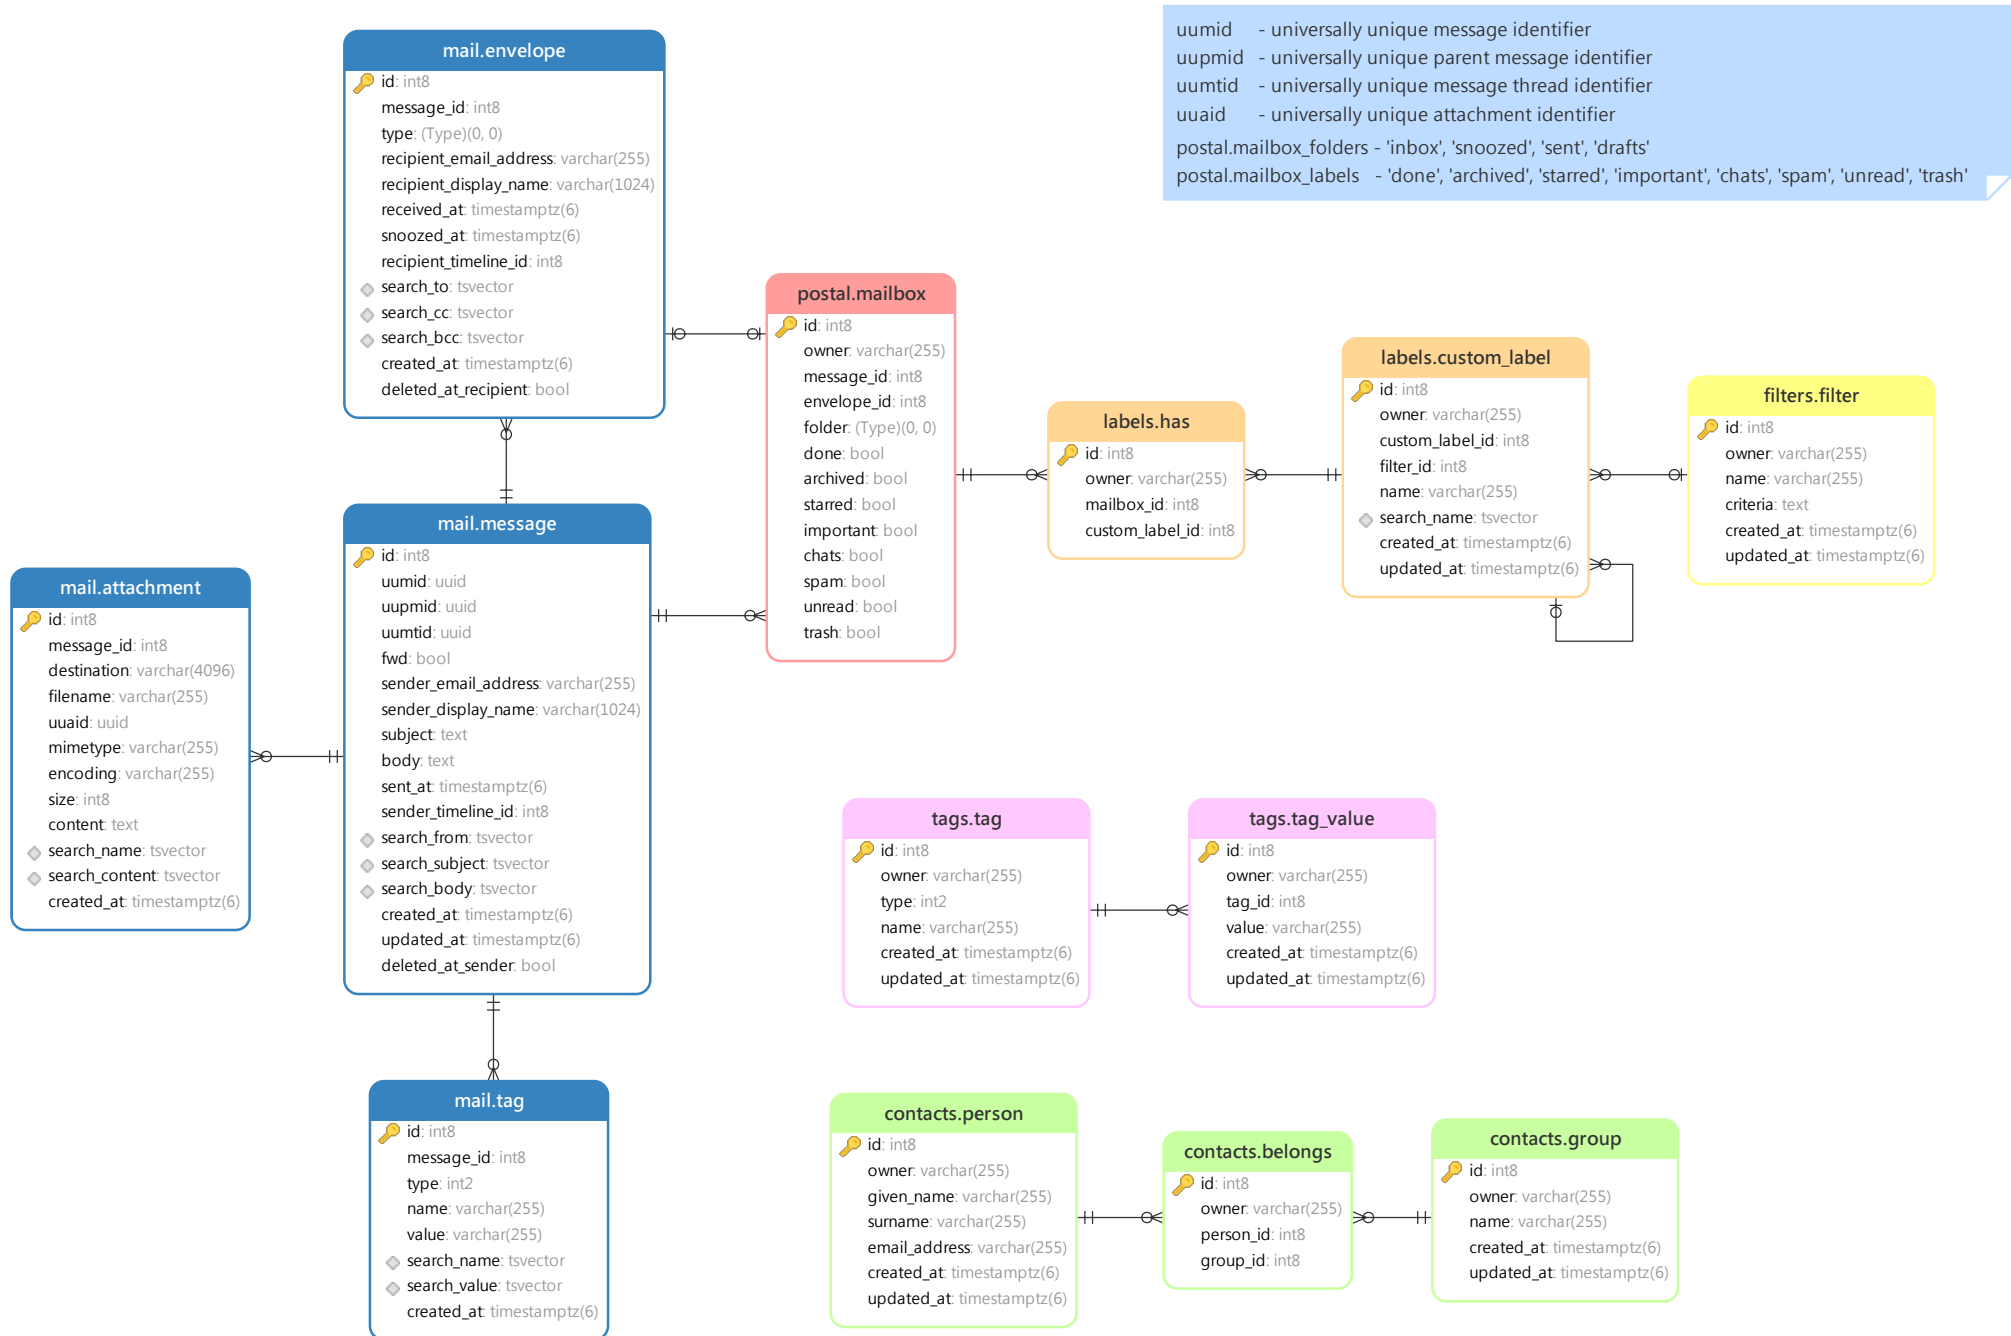 uumid - universally unique message identifier
uupmid - universally unique parent message identifier
uumtid - universally unique message thread identifier
uuaid - universally unique attachment identifier
postal.mailbox_folders - 'inbox', 'snoozed', 'sent', 'drafts'
postal.mailbox_labels - 'done', 'archived', 'starred', 'important', 'chats', 'spam', 'unread', 'trash'
mail.envelope
id: int8
message_id: int8
type: (Type)(0, 0)
recipient_email_address: varchar(255)
recipient_display_name: varchar(1024)
received_at: timestamptz(6)
snoozed_at: timestamptz(6)
recipient_timeline_id: int8
search_to: tsvector
search_cc: tsvector
search_bcc: tsvector
created_at: timestamptz(6)
deleted_at_recipient: bool
postal.mailbox
id: int8
owner: varchar(255)
message_id: int8
envelope_id: int8
folder: (Type)(0, 0)
done: bool
archived: bool
starred: bool
important: bool
chats: bool
spam: bool
unread: bool
trash: bool
labels.has
id: int8
owner: varchar(255)
mailbox_id: int8
custom_label_id: int8
labels.custom_label
id: int8
owner: varchar(255)
custom_label_id: int8
filter_id: int8
name: varchar(255)
search_name: tsvector
created_at: timestamptz(6)
updated_at: timestamptz(6)
filters.filter
id: int8
owner: varchar(255)
name: varchar(255)
criteria: text
created_at: timestamptz(6)
updated_at: timestamptz(6)
mail.attachment
id: int8
message_id: int8
destination: varchar(4096)
filename: varchar(255)
uuaid: uuid
mimetype: varchar(255)
encoding: varchar(255)
size: int8
content: text
search_name: tsvector
search_content: tsvector
created_at: timestamptz(6)
mail.message
id: int8
uumid: uuid
uupmid: uuid
uumtid: uuid
fwd: bool
sender_email_address: varchar(255)
sender_display_name: varchar(1024)
subject: text
body: text
sent_at: timestamptz(6)
sender_timeline_id: int8
search_from: tsvector
search_subject: tsvector
search_body: tsvector
created_at: timestamptz(6)
updated_at: timestamptz(6)
deleted_at_sender: bool
tags.tag
id: int8
owner: varchar(255)
type: int2
name: varchar(255)
created_at: timestamptz(6)
updated_at: timestamptz(6)
tags.tag_value
id: int8
owner: varchar(255)
tag_id: int8
value: varchar(255)
created_at: timestamptz(6)
updated_at: timestamptz(6)
mail.tag
id: int8
message_id: int8
type: int2
name: varchar(255)
value: varchar(255)
search_name: tsvector
search_value: tsvector
created_at: timestamptz(6)
contacts.person
id: int8
owner: varchar(255)
given_name: varchar(255)
surname: varchar(255)
email_address: varchar(255)
created_at: timestamptz(6)
updated_at: timestamptz(6)
contacts.belongs
id: int8
owner: varchar(255)
person_id: int8
group_id: int8
contacts.group
id: int8
owner: varchar(255)
name: varchar(255)
created_at: timestamptz(6)
updated_at: timestamptz(6)